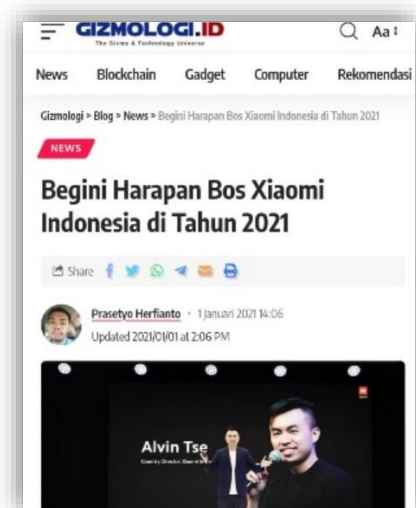 GIZMOLOGI.ID
The Gizmo & Technology Universe
Aa
News Blockchain Gadget Computer Rekomendasi
Gizmologi > Blog > News > Begini Harapan Bos Xiaomi Indonesia di Tahun 2021
NEWS
Begini Harapan Bos Xiaomi
Indonesia di Tahun 2021
Share
Prasetyo Herfianto • 1 Januari 2021 14:06
Updated 2021/01/01 at 2:06 PM
Alvin Tse
Country Director,